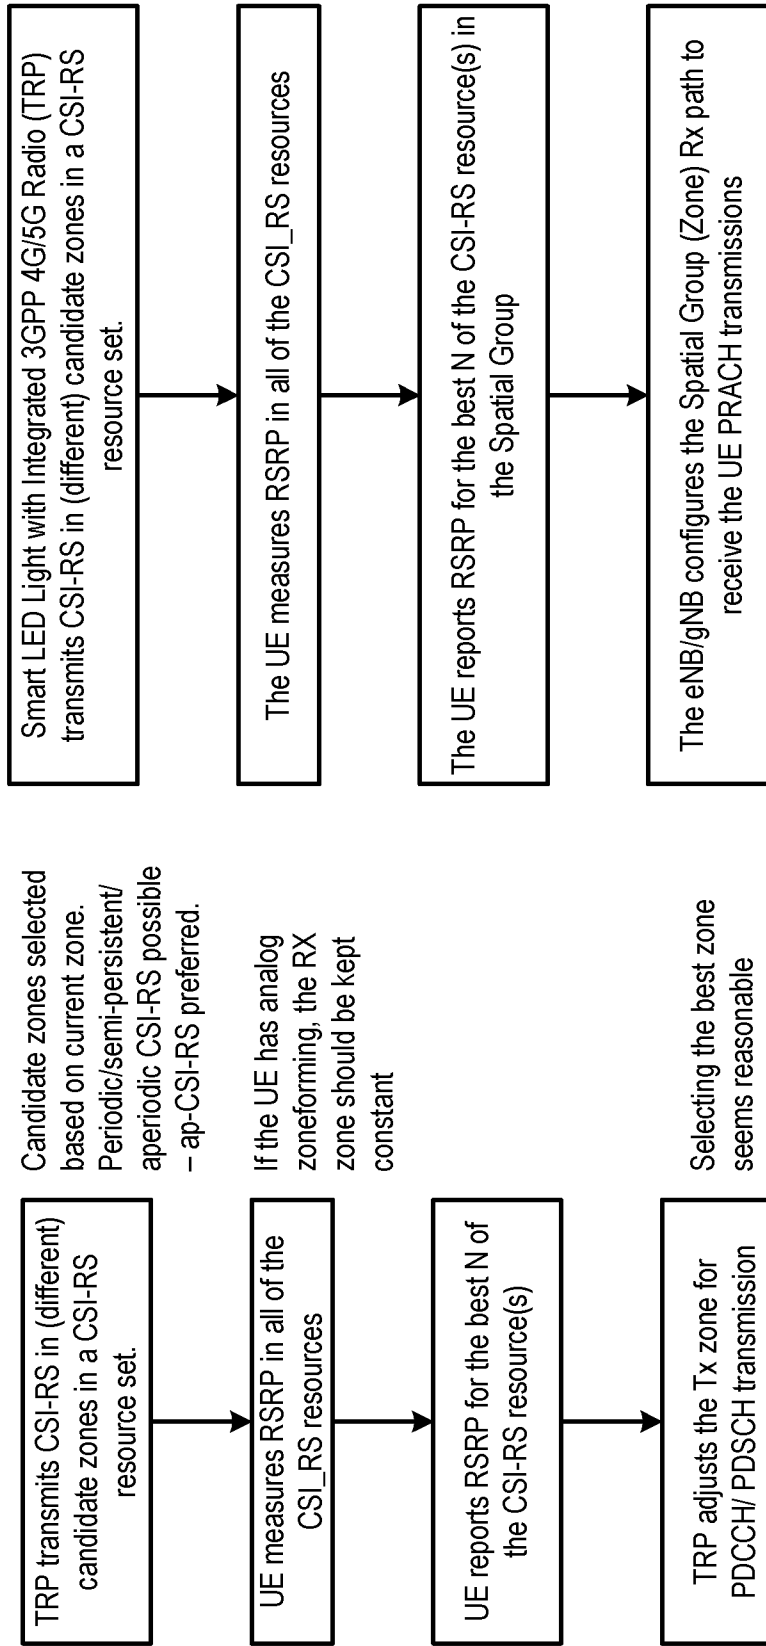 TRP transmits CSI-RS in (different)
candidate zones in a CSI-RS
resource set.
UE measures RSRP in all of the
CSI_RS resources
UE reports RSRP for the best N of
the CSI-RS resource(s)
TRP adjusts the Tx zone for
PDCCH/ PDSCH transmission
Candidate zones selected
based on current zone.
Periodic/semi-persistent/
aperiodic CSI-RS possible
– ap-CSI-RS preferred.
If the UE has analog
zoneforming, the RX
zone should be kept
constant
Selecting the best zone
seems reasonable
Smart LED Light with Integrated 3GPP 4G/5G Radio (TRP)
transmits CSI-RS in (different) candidate zones in a CSI-RS
resource set.
The UE measures RSRP in all of the CSI_RS resources
The UE reports RSRP for the best N of the CSI-RS resource(s) in
the Spatial Group
The eNB/gNB configures the Spatial Group (Zone) Rx path to
receive the UE PRACH transmissions